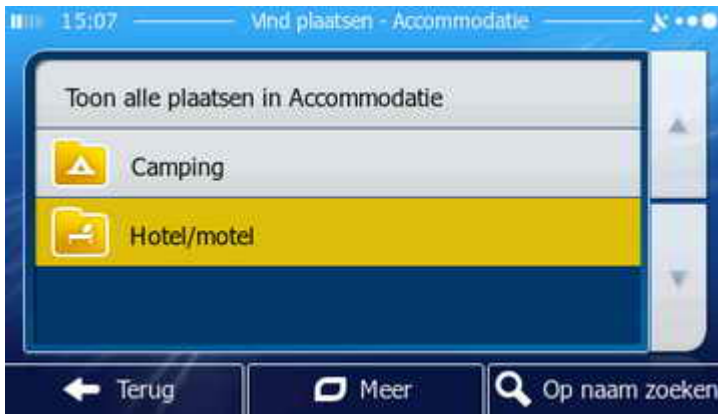 15:07 Vind plaatsen - Accommodatie
Toon alle plaatsen in Accommodatie
Camping
Hotel/motel
Terug Meer Op naam zoeken